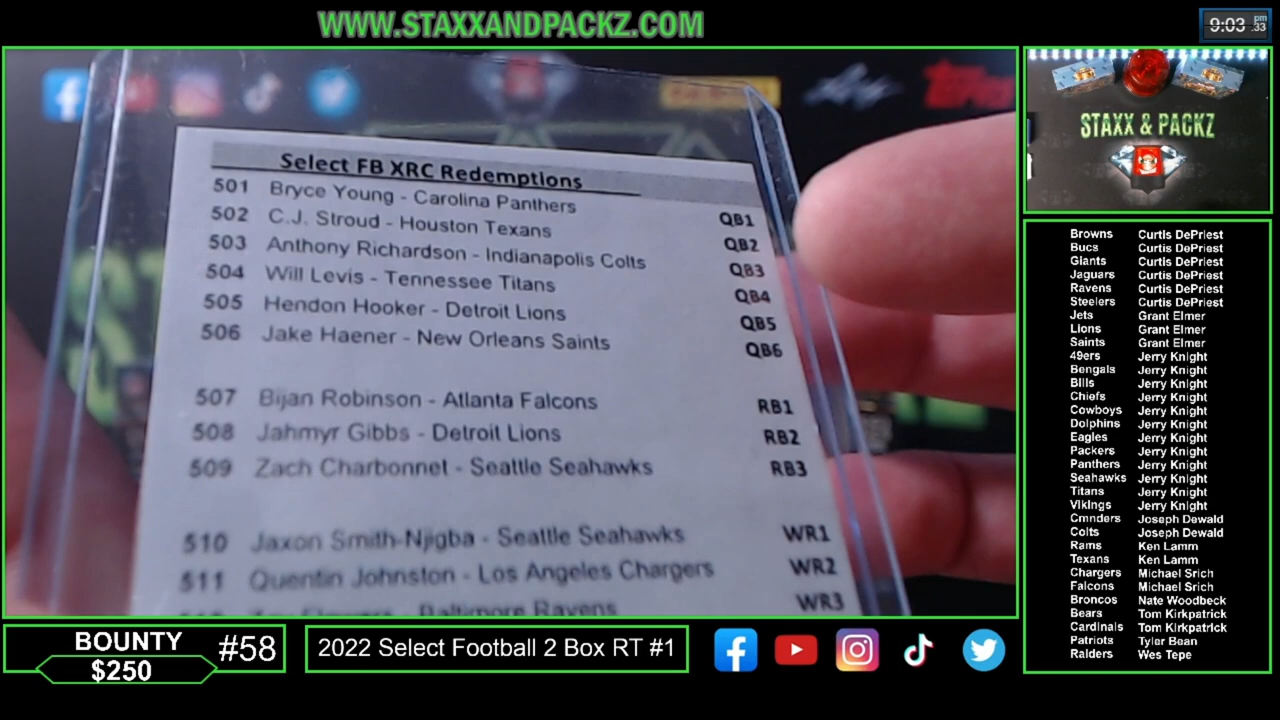 WWW.STAXXANDPACKZ.COM
9:03 pm :33
Select FB XRC Redemptions
501 Bryce Young - Carolina Panthers QB1
502 C.J. Stroud - Houston Texans QB2
503 Anthony Richardson - Indianapolis Colts QB3
504 Will Levis - Tennessee Titans QB4
505 Hendon Hooker - Detroit Lions QB5
506 Jake Haener - New Orleans Saints QB6
507 Bijan Robinson - Atlanta Falcons RB1
508 Jahmyr Gibbs - Detroit Lions RB2
509 Zach Charbonnet - Seattle Seahawks RB3
510 Jaxon Smith-Njigba - Seattle Seahawks WR1
511 Quentin Johnston - Los Angeles Chargers WR2
Zay Flowers - Baltimore Ravens WR3
STAXX & PACKZ
Browns Curtis DePriest
Bucs Curtis DePriest
Giants Curtis DePriest
Jaguars Curtis DePriest
Ravens Curtis DePriest
Steelers Curtis DePriest
Jets Grant Elmer
Lions Grant Elmer
Saints Grant Elmer
49ers Jerry Knight
Bengals Jerry Knight
Bills Jerry Knight
Chiefs Jerry Knight
Cowboys Jerry Knight
Dolphins Jerry Knight
Eagles Jerry Knight
Packers Jerry Knight
Panthers Jerry Knight
Seahawks Jerry Knight
Titans Jerry Knight
Vikings Jerry Knight
Cmnders Joseph Dewald
Colts Joseph Dewald
Rams Ken Lamm
Texans Ken Lamm
Chargers Michael Srich
Falcons Michael Srich
Broncos Nate Woodbeck
Bears Tom Kirkpatrick
Cardinals Tom Kirkpatrick
Patriots Tyler Bean
Raiders Wes Tepe
BOUNTY #58
$250
2022 Select Football 2 Box RT #1